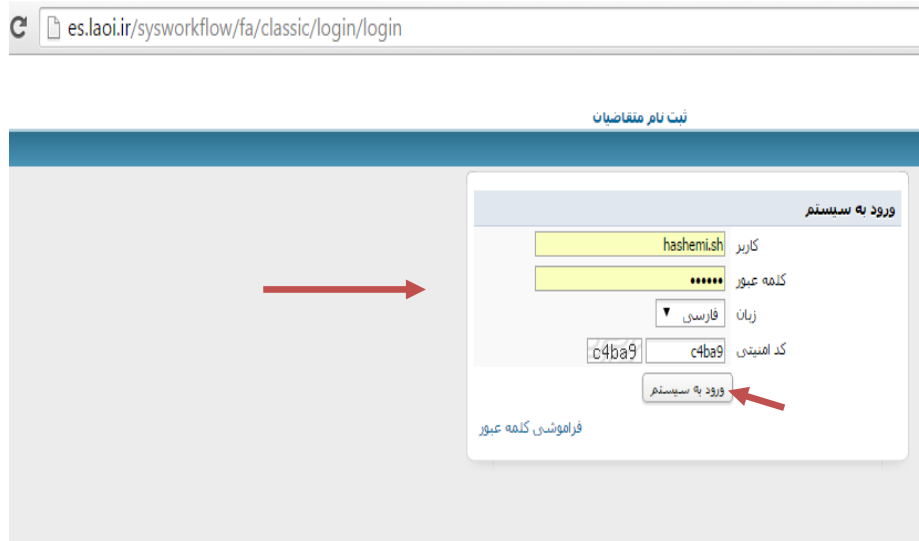 es.laoi.ir/sysworkflow/fa/classic/login/login
ثبت نام متقاضیان
ورود به سیستم
کاربر hashemi.sh
کلمه عبور ••••••
زبان فارسی
کد امنیتی c4ba9 c4ba9
ورود به سیستم
فراموشی کلمه عبور